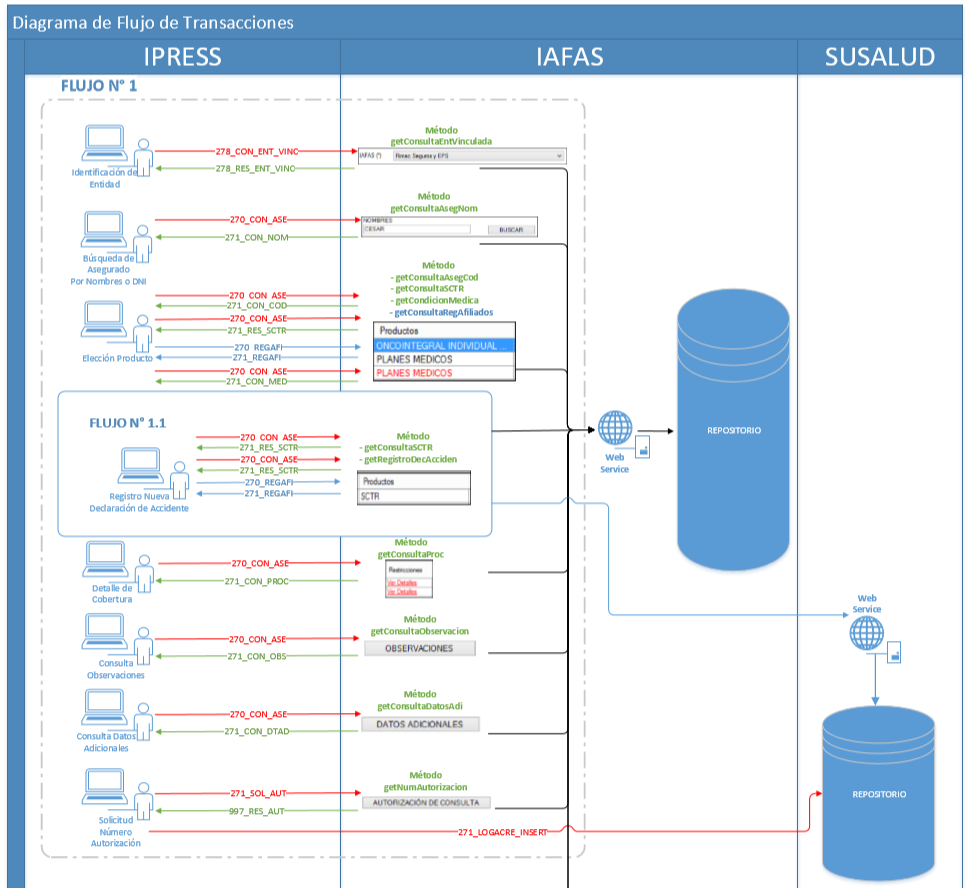 Diagrama de Flujo de Transacciones
IPRESS
IAFAS
SUSALUD
FLUJO N° 1
Identificación de
Entidad
278_CON_ENT_VINC
278_RES_ENT_VINC
Método
getConsultaEntVinculada
IAFAS (*)
Rimac Seguros y EPS
Búsqueda de
Asegurado
Por Nombres o DNI
270_CON_ASE
271_CON_NOM
Método
getConsultaAsegNom
NOMBRES
CESAR
BUSCAR
Elección Producto
270_CON_ASE
271_CON_COD
270_CON_ASE
271_RES_SCTR
270_REGAFI
271_REGAFI
270_CON_ASE
271_CON_MED
Método
- getConsultaAsegCod
- getConsultaSCTR
- getCondicionMedica
- getConsultaRegAfiliados
Productos
ONCOINTEGRAL INDIVIDUAL ...
PLANES MEDICOS
PLANES MEDICOS
FLUJO N° 1.1
Registro Nueva
Declaración de Accidente
270_CON_ASE
271_RES_SCTR
270_CON_ASE
271_RES_SCTR
270_REGAFI
271_REGAFI
Método
- getConsultaSCTR
- getRegistroDecAcciden
Productos
SCTR
Web
Service
REPOSITORIO
Detalle de
Cobertura
270_CON_ASE
271_CON_PROC
Método
getConsultaProc
Restricciones
Ver Detalles
Ver Detalles
Consulta
Observaciones
270_CON_ASE
271_CON_OBS
Método
getConsultaObservacion
OBSERVACIONES
Web
Service
Consulta Datos
Adicionales
270_CON_ASE
271_CON_DTAD
Método
getConsultaDatosAdi
DATOS ADICIONALES
Solicitud
Número
Autorización
271_SOL_AUT
997_RES_AUT
Método
getNumAutorizacion
AUTORIZACIÓN DE CONSULTA
271_LOGACRE_INSERT
REPOSITORIO